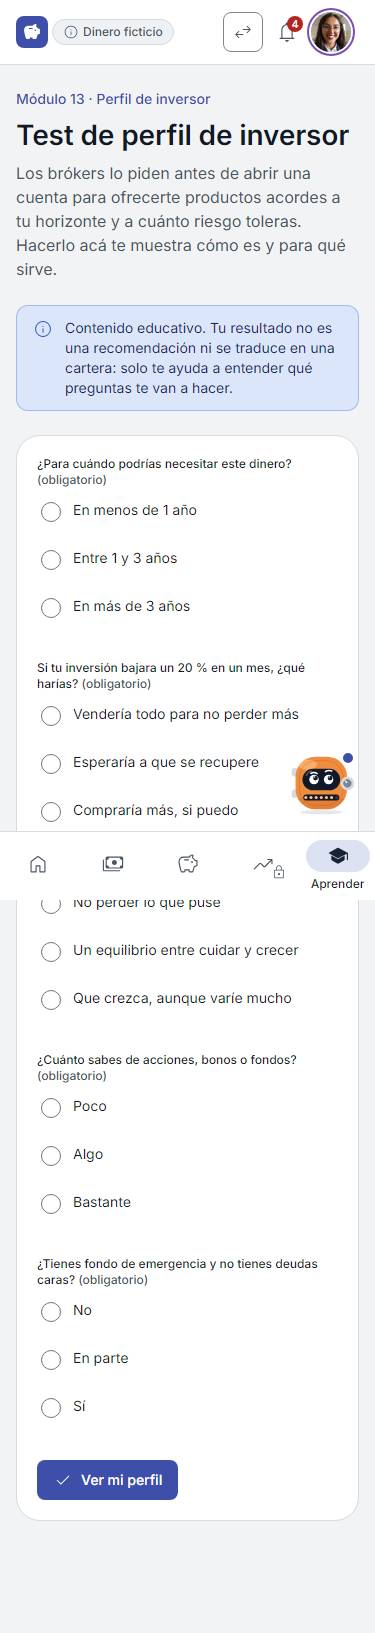 Dinero ficticio
4
Módulo 13 · Perfil de inversor
Test de perfil de inversor
Los brókers lo piden antes de abrir una
cuenta para ofrecerte productos acordes a
tu horizonte y a cuánto riesgo toleras.
Hacerlo acá te muestra cómo es y para qué
sirve.
Contenido educativo. Tu resultado no es
una recomendación ni se traduce en una
cartera: solo te ayuda a entender qué
preguntas te van a hacer.
¿Para cuándo podrías necesitar este dinero?
(obligatorio)
En menos de 1 año
Entre 1 y 3 años
En más de 3 años
Si tu inversión bajara un 20 % en un mes, ¿qué
harías? (obligatorio)
Vendería todo para no perder más
Esperaría a que se recupere
Compraría más, si puedo
Aprender
No perder lo que puse
Un equilibrio entre cuidar y crecer
Que crezca, aunque varíe mucho
¿Cuánto sabes de acciones, bonos o fondos?
(obligatorio)
Poco
Algo
Bastante
¿Tienes fondo de emergencia y no tienes deudas
caras? (obligatorio)
No
En parte
Sí
Ver mi perfil